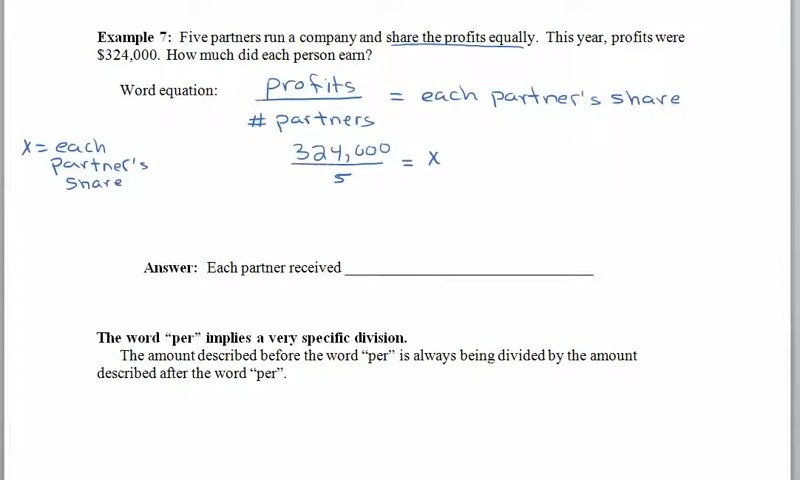 Example 7: Five partners run a company and share the profits equally. This year, profits were
$324,000. How much did each person earn?
Word equation: profits / # partners = each partner's share
x = each
partner's
share
324,000 / 5 = x
Answer: Each partner received ____________________
The word “per” implies a very specific division.
The amount described before the word “per” is always being divided by the amount
described after the word “per”.